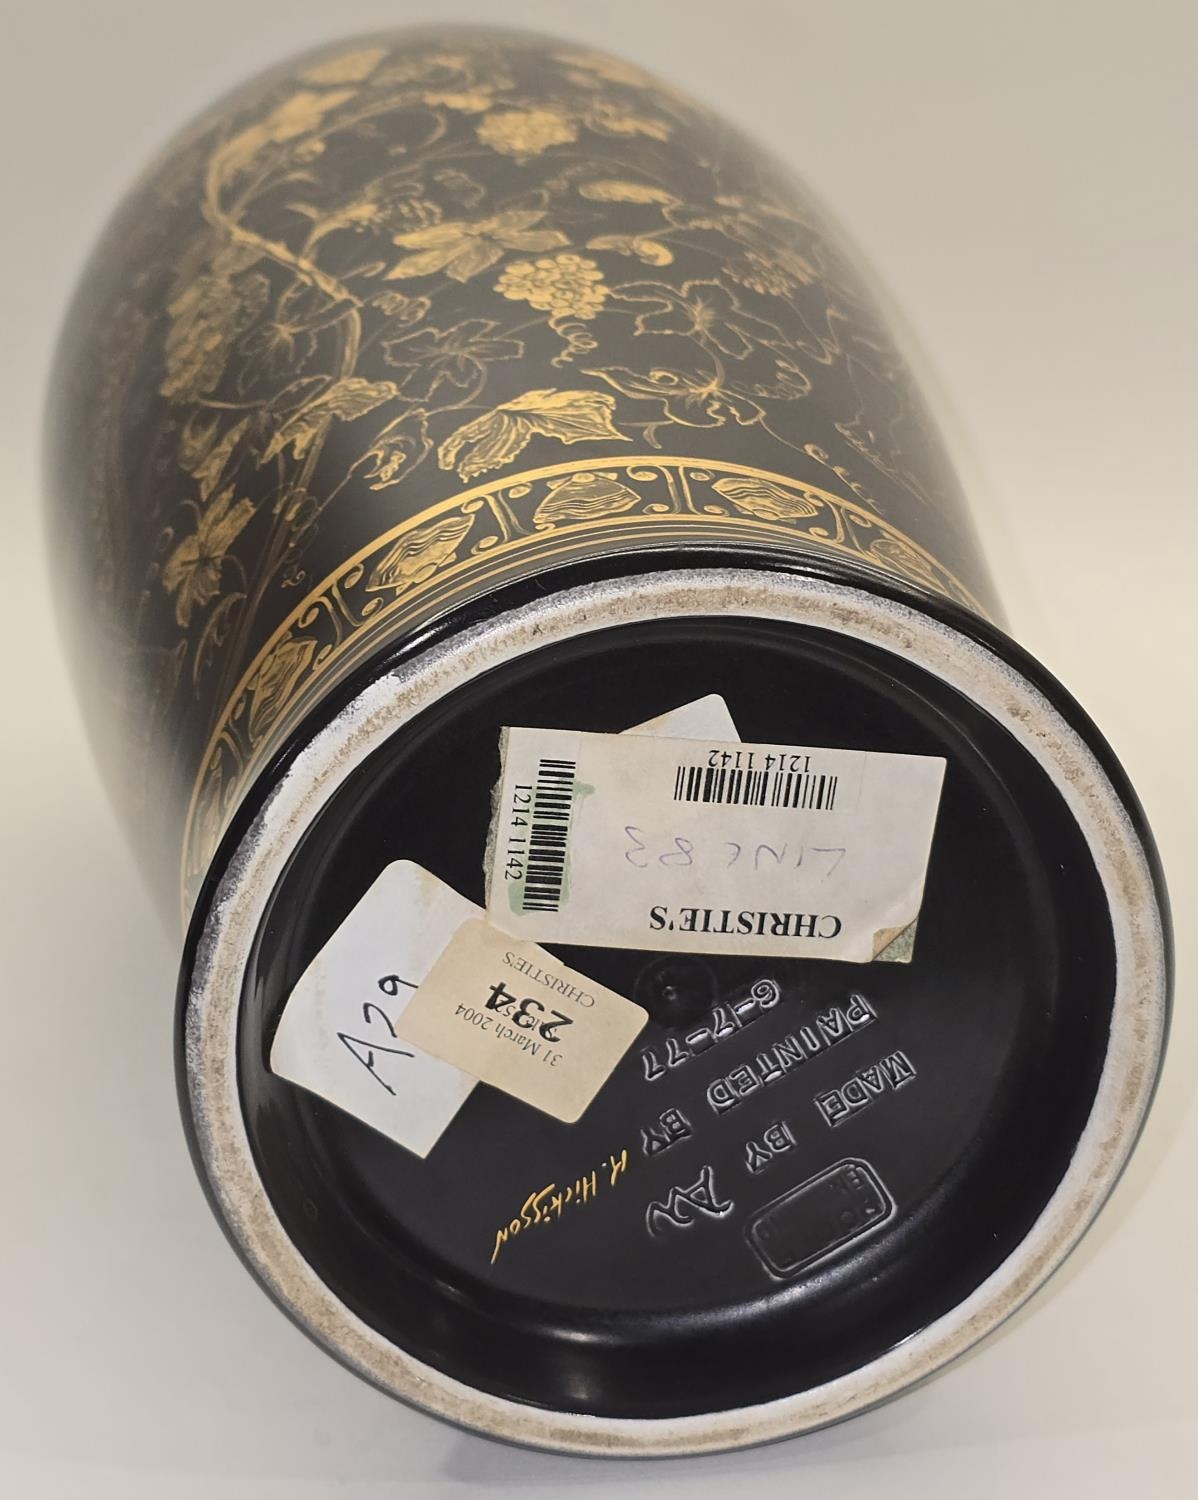 CHRISTIE'S
LINE 83
1214 1142
1214 1142
A29
31 March 2004
234
CHRISTIE'S
MADE BY
PAINTED BY H. Hickisson
6-17-77